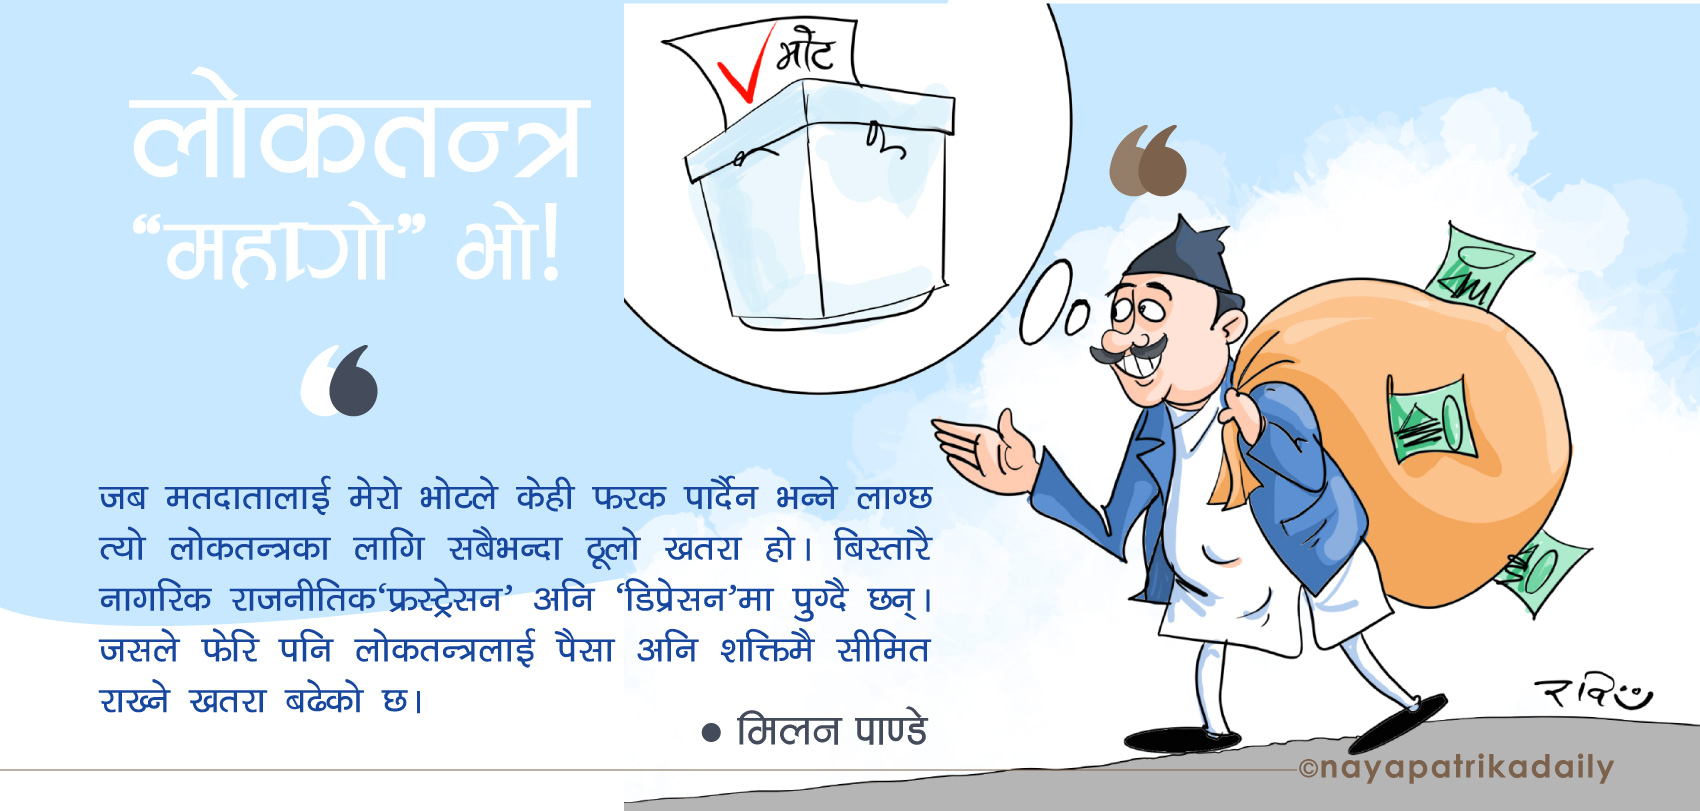 लोकतन्त्र
“महागो” भो!
भोट
जब मतदातालाई मेरो भोटले केही फरक पार्दैन भन्ने लाग्छ
त्यो लोकतन्त्रका लागि सबैभन्दा ठूलो खतरा हो। बिस्तारै
नागरिक राजनीतिक‘फ्रस्ट्रेसन’ अनि ‘डिप्रेसन’मा पुग्दै छन्।
जसले फेरि पनि लोकतन्त्रलाई पैसा अनि शक्तिमै सीमित
राख्ने खतरा बढेको छ।
• मिलन पाण्डे
रवि
©nayapatrikadaily